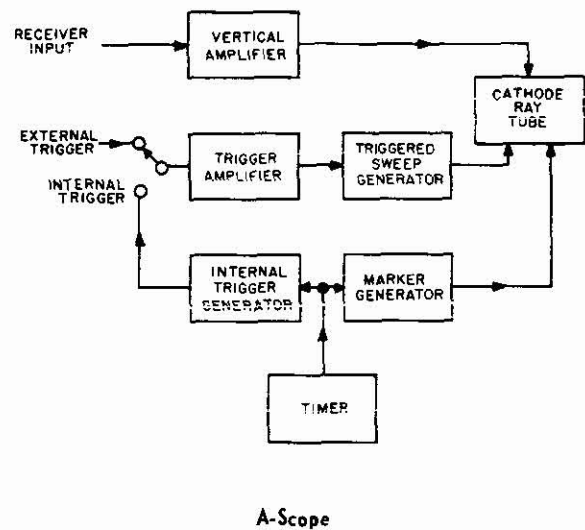 RECEIVER
INPUT
VERTICAL
AMPLIFIER
CATHODE
RAY
TUBE
EXTERNAL
TRIGGER
INTERNAL
TRIGGER
TRIGGER
AMPLIFIER
TRIGGERED
SWEEP
GENERATOR
INTERNAL
TRIGGER
GENERATOR
MARKER
GENERATOR
TIMER
A-Scope